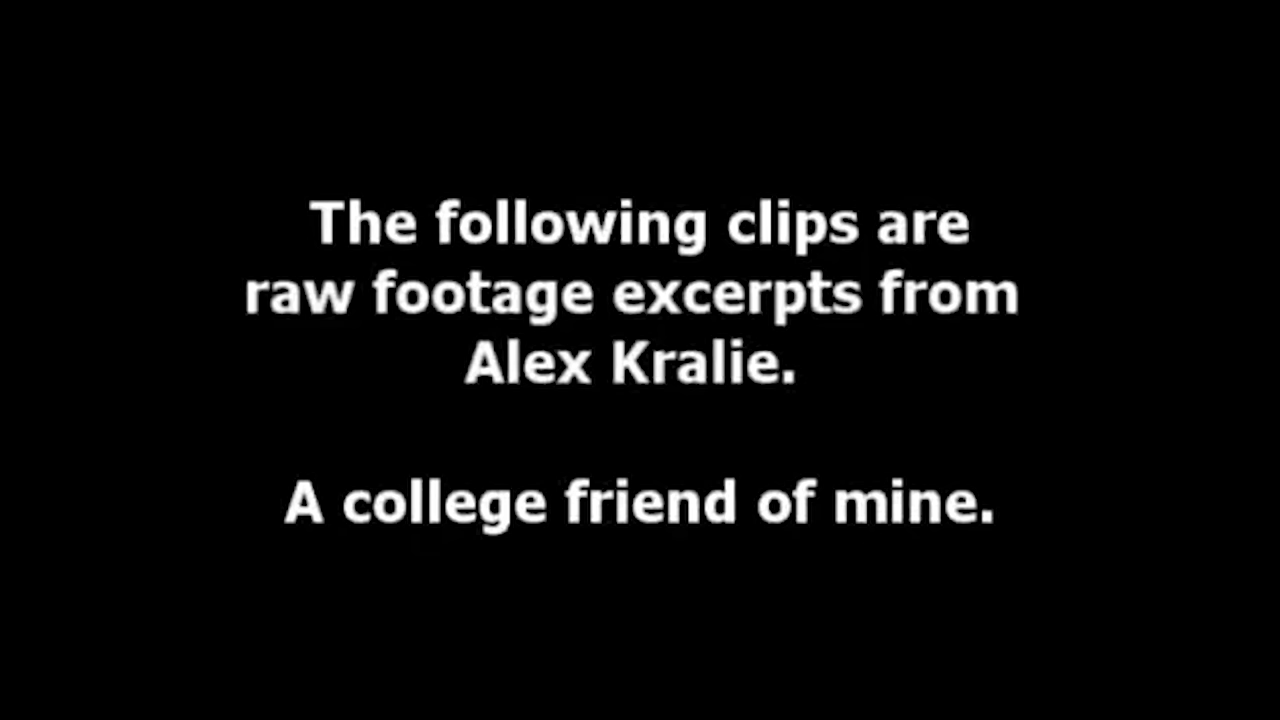 The following clips are
raw footage excerpts from
Alex Kralie.
A college friend of mine.